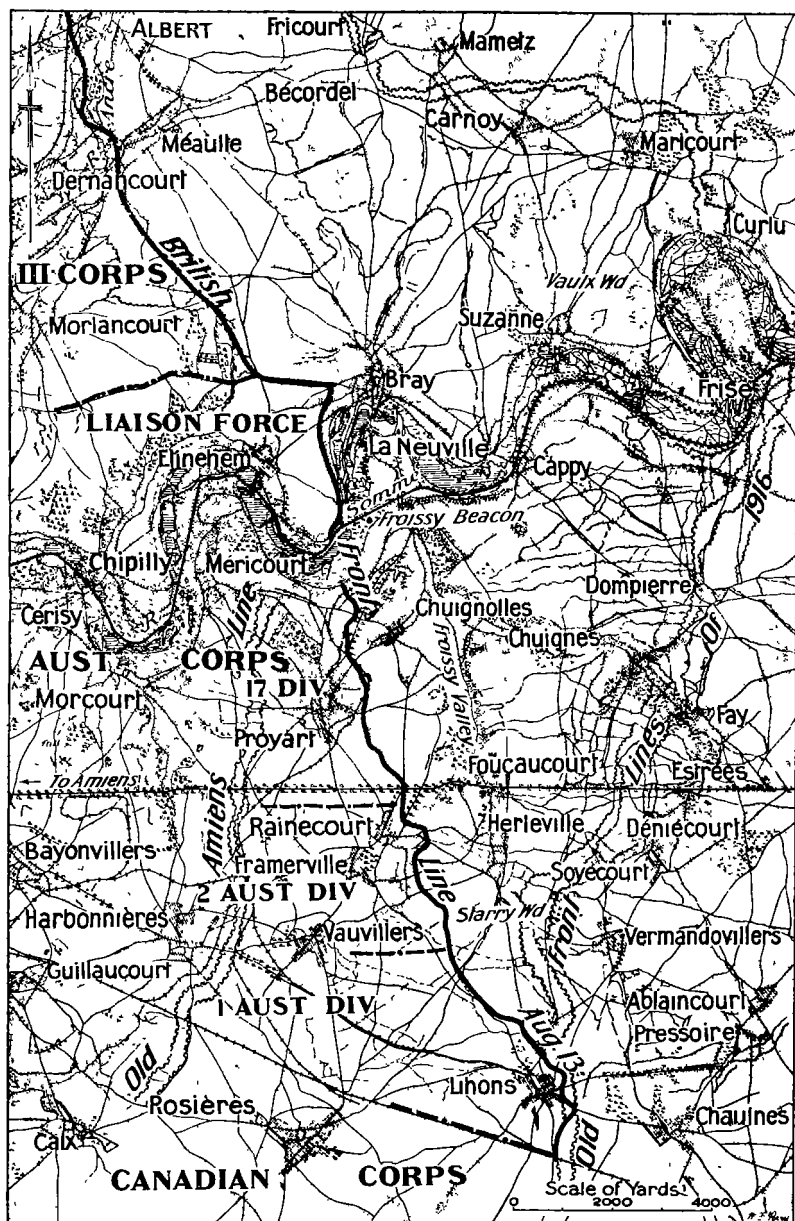 ALBERT
Fricourt
Mametz
Ancre
Bécordel
Carnoy
Méaulle
Maricourt
Dernancourt
Curlu
British
III CORPS
Vaulx Wd
Morlancourt
Suzanne
Bray
Frise
LIAISON FORCE
La Neuville
Etinehem
Cappy
Somme
1916
Froissy Beacon
Chipilly
Mericourt
Front
Dompierre
Cerisy
R.
Line
Chuignolles
Chuignes
Of
AUST. CORPS
17 DIV.
Froissy Valley
Morcourt
Fay
Proyart
Lines
Foucaucourt
Estrées
← To Amiens
Amiens
Rainecourt
Herleville
Déniécourt
Bayonvillers
Framerville
Line
Soyécourt
2 AUST DIV
Starry Wd
Front
Harbonnières
Vauvillers
Vermandovillers
Guillaucourt
1 AUST DIV
Ablaincourt
Aug. 13.
Pressoire
Old
Lihons
Rosières
Chaulnes
Caix
Old
CANADIAN CORPS
Scale of Yards.
0 2000 4000